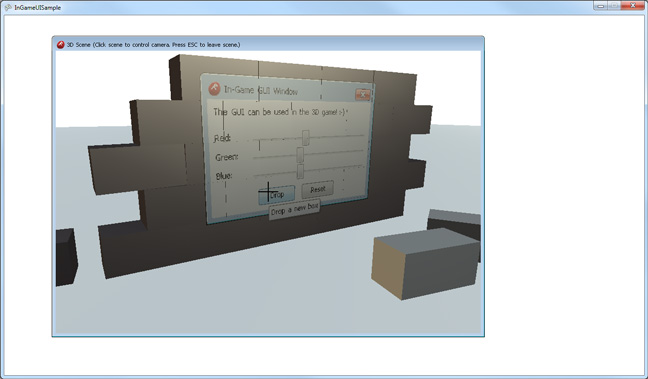 InGameUISample
3D Scene (Click scene to control camera. Press ESC to leave scene.)
In-Game GUI Window
This GUI can be used in the 3D game! :-)
Red:
Green:
Blue:
Drop
Reset
Drop a new box